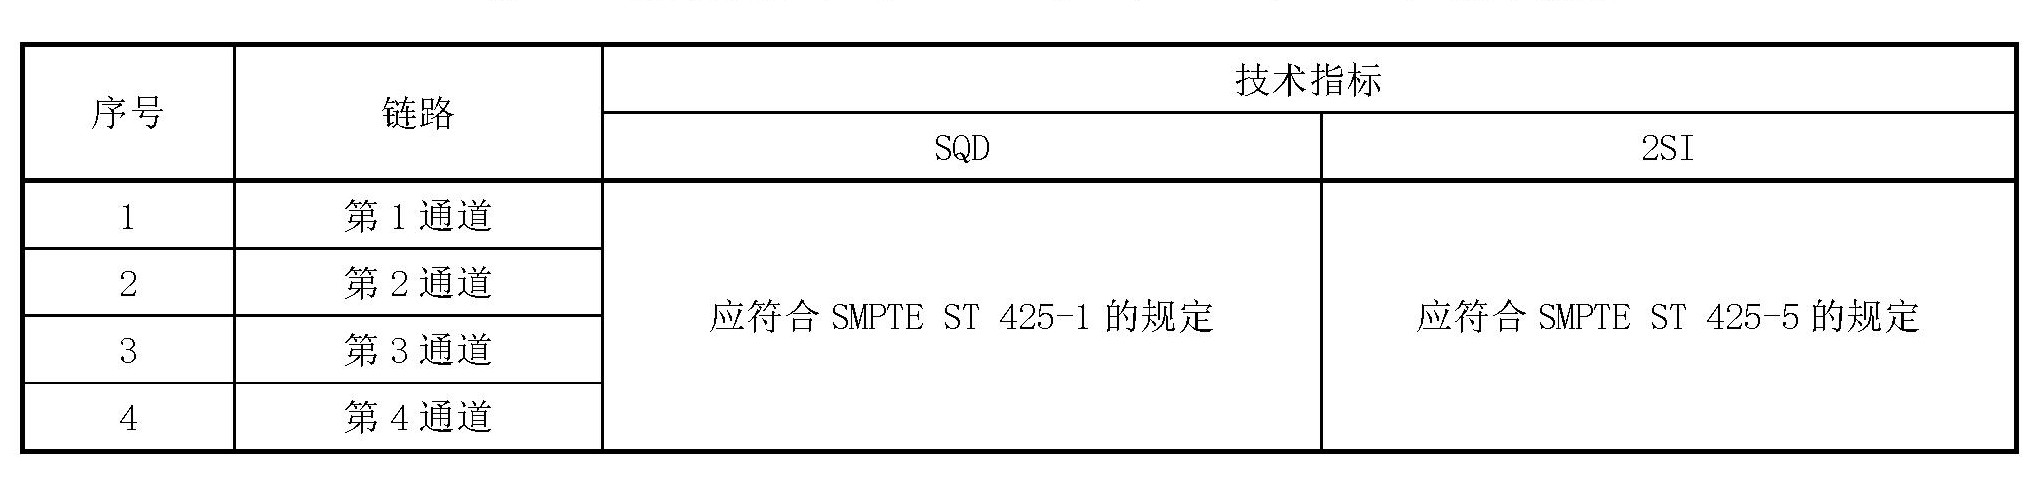 序号 链路 技术指标
SQD 2SI
1 第1通道
2 第2通道
应符合 SMPTE ST 425-1 的规定 应符合 SMPTE ST 425-5 的规定
3 第3通道
4 第4通道